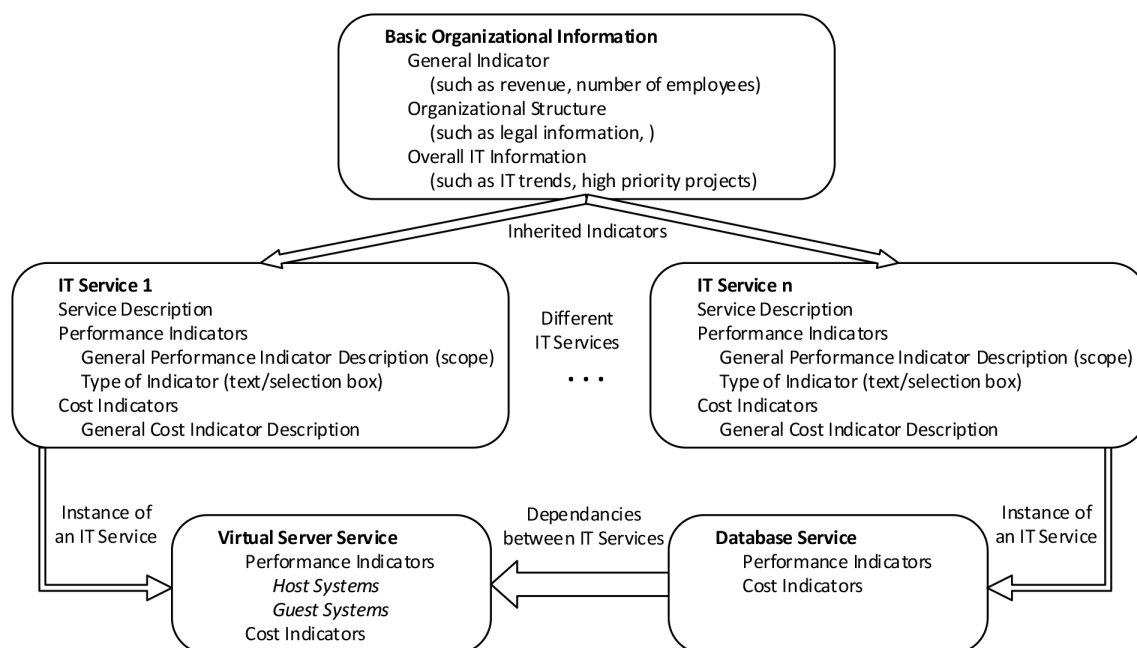 Basic Organizational Information
General Indicator
(such as revenue, number of employees)
Organizational Structure
(such as legal information, )
Overall IT Information
(such as IT trends, high priority projects)
Inherited Indicators
IT Service 1
Service Description
Performance Indicators
General Performance Indicator Description (scope)
Type of Indicator (text/selection box)
Cost Indicators
General Cost Indicator Description
Different
IT Services
...
IT Service n
Service Description
Performance Indicators
General Performance Indicator Description (scope)
Type of Indicator (text/selection box)
Cost Indicators
General Cost Indicator Description
Instance of
an IT Service
Virtual Server Service
Performance Indicators
Host Systems
Guest Systems
Cost Indicators
Dependancies
between IT Services
Database Service
Performance Indicators
Cost Indicators
Instance of
an IT Service